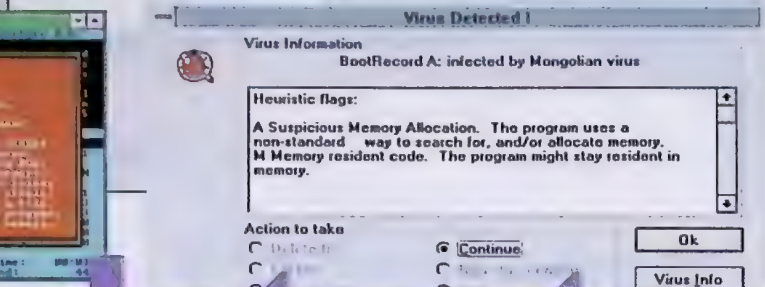 Virus Detected !
Virus Information
BootRecord A: infected by Mongolian virus
Heuristic flags:
A Suspicious Memory Allocation. The program uses a
non-standard way to search for, and/or allocate memory.
M Memory resident code. The program might stay resident in
memory.
Action to take
Continue
Ok
Virus Info